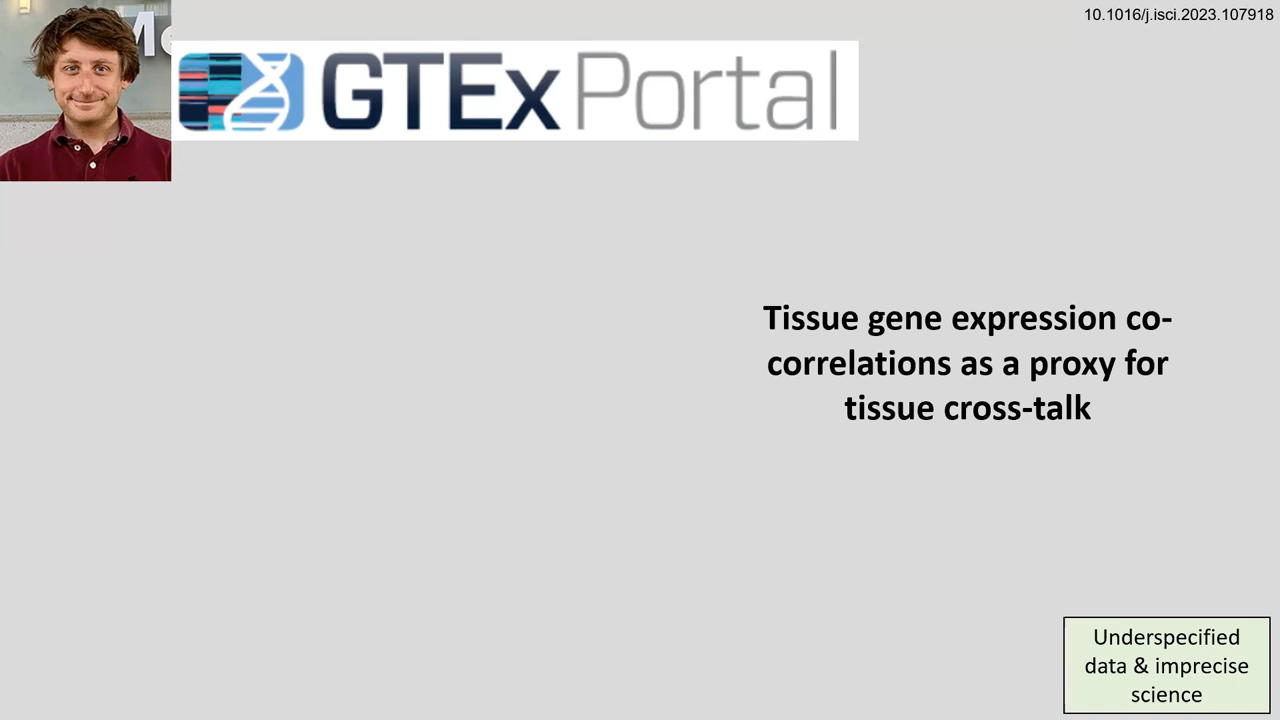 10.1016/j.isci.2023.107918
Me
GTEx Portal
Tissue gene expression co-
correlations as a proxy for
tissue cross-talk
Underspecified
data & imprecise
science